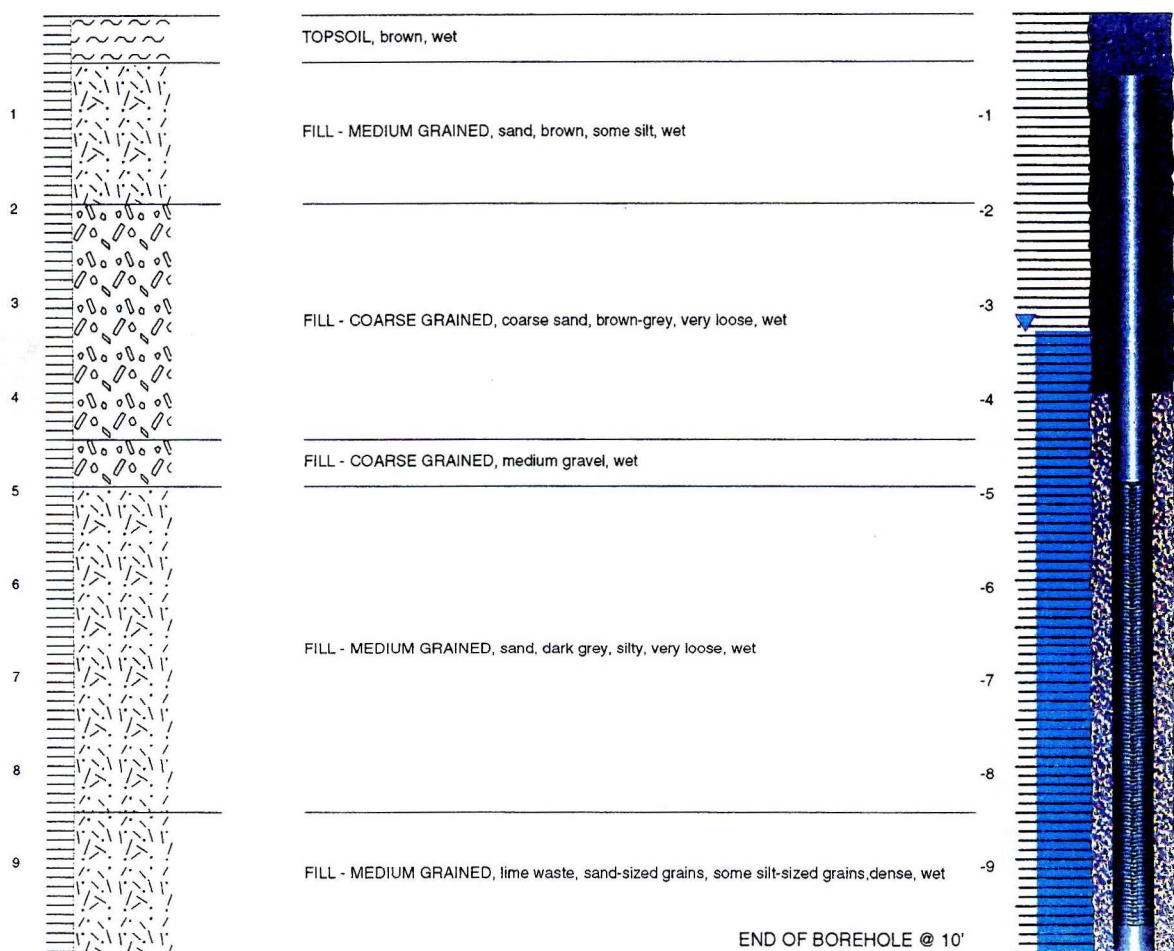 TOPSOIL, brown, wet
1
FILL - MEDIUM GRAINED, sand, brown, some silt, wet
-1
2
-2
3
FILL - COARSE GRAINED, coarse sand, brown-grey, very loose, wet
-3
4
-4
FILL - COARSE GRAINED, medium gravel, wet
5
-5
6
-6
FILL - MEDIUM GRAINED, sand, dark grey, silty, very loose, wet
7
-7
8
-8
9
FILL - MEDIUM GRAINED, lime waste, sand-sized grains, some silt-sized grains,dense, wet
-9
END OF BOREHOLE @ 10'